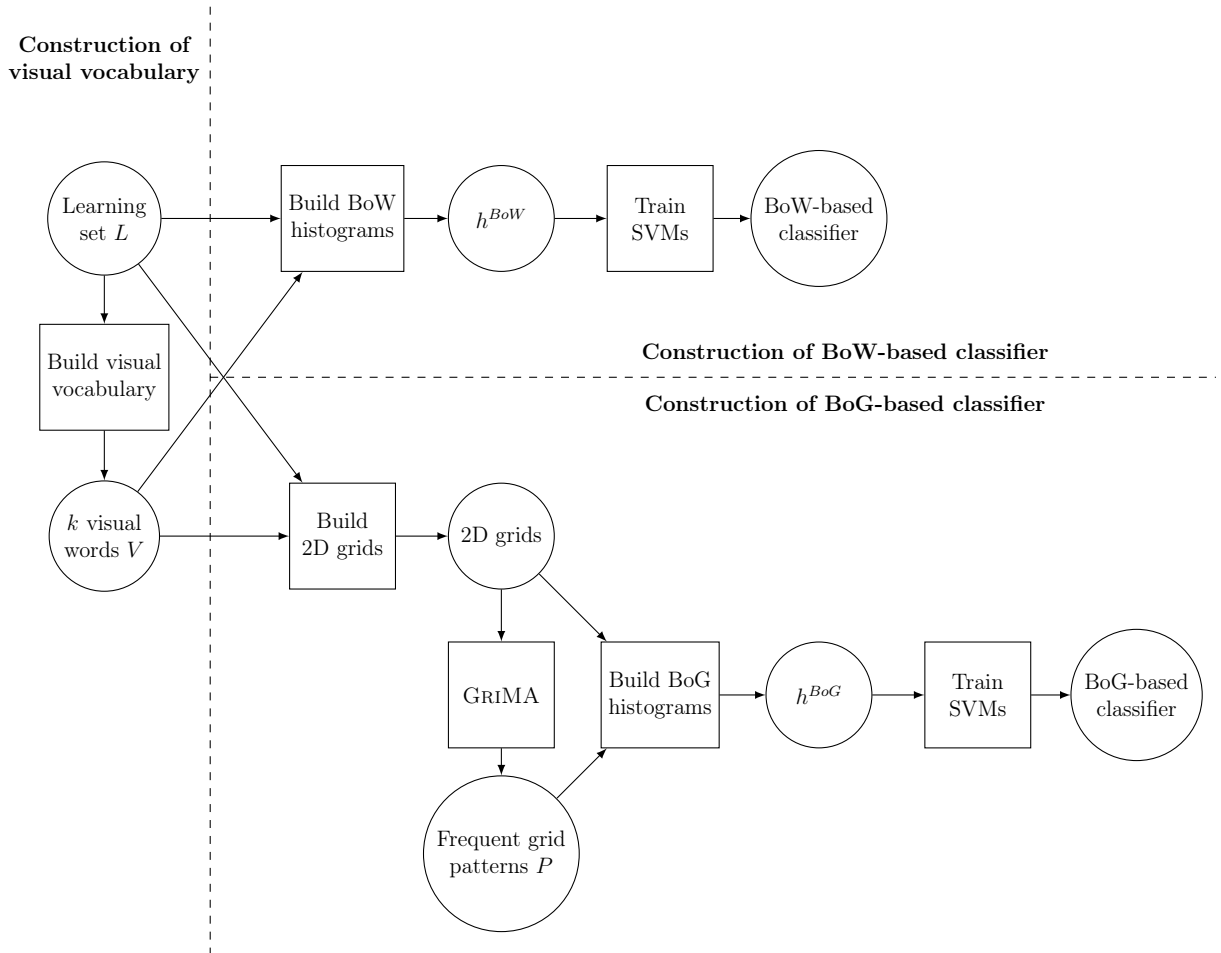 Construction of
visual vocabulary
Learning
set L
Build BoW
histograms
h^{BoW}
Train
SVMs
BoW-based
classifier
Build visual
vocabulary
Construction of BoW-based classifier
Construction of BoG-based classifier
k visual
words V
Build
2D grids
2D grids
GRIMA
Build BoG
histograms
h^{BoG}
Train
SVMs
BoG-based
classifier
Frequent grid
patterns P